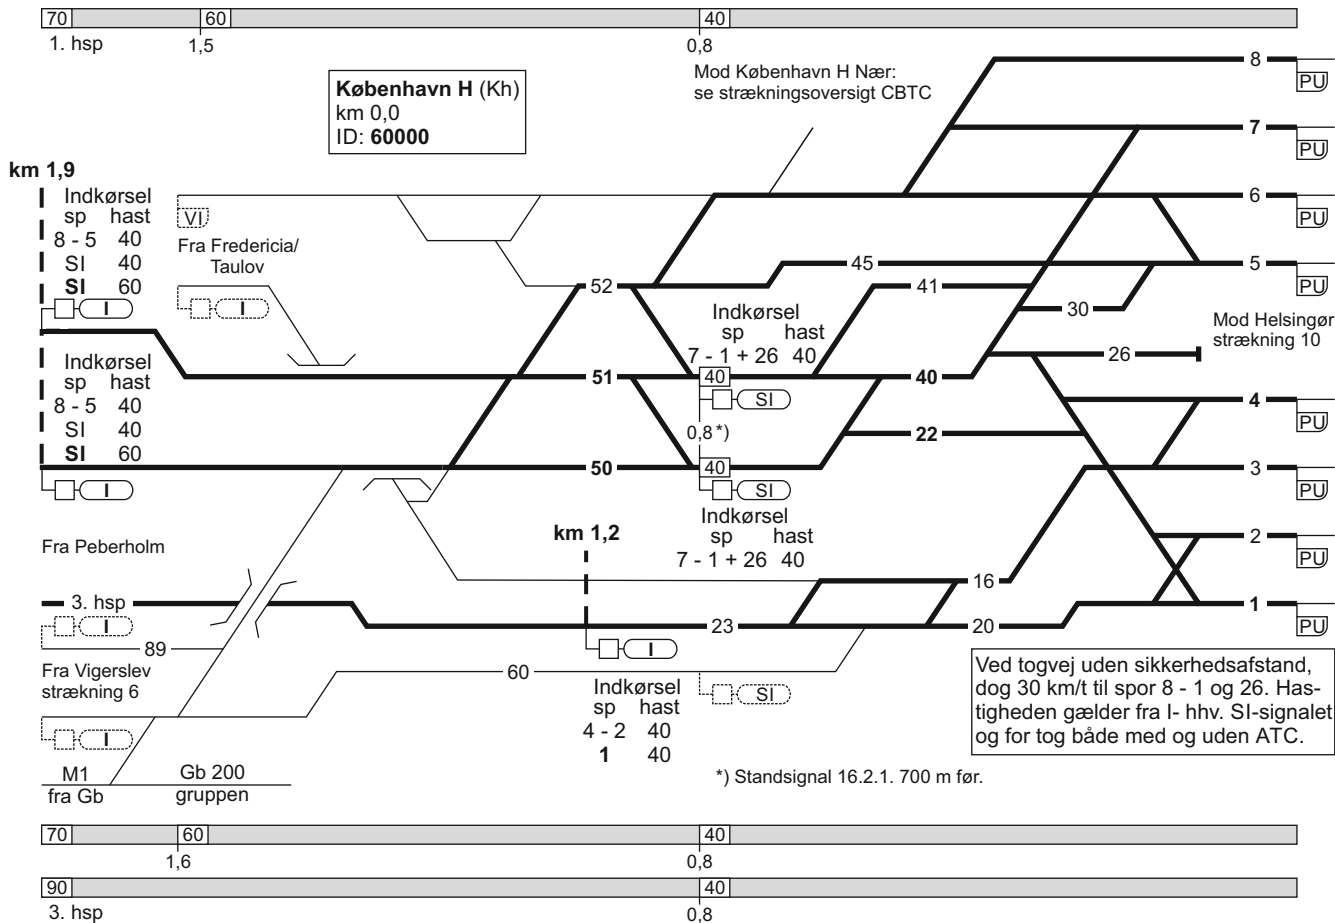 70 60 40
1. hsp 1,5 0,8
København H (Kh)
km 0,0
ID: 60000
Mod København H Nær:
se strækningsoversigt CBTC
8
PU
7
PU
6
PU
5
PU
km 1,9
Indkørsel
sp hast
8 - 5 40
SI 40
SI 60
I
VI
Fra Fredericia/
Taulov
I
52
45
41
30
26
Mod Helsingør
strækning 10
Indkørsel
sp hast
7 - 1 + 26 40
51
40
40
SI
Indkørsel
sp hast
8 - 5 40
SI 40
SI 60
I
0,8 *)
22
4
PU
50
40
SI
3
PU
Indkørsel
sp hast
7 - 1 + 26 40
2
PU
Fra Peberholm
km 1,2
16
3. hsp
I
89
23
I
20
1
PU
Fra Vigerslev
strækning 6
I
60
SI
Indkørsel
sp hast
4 - 2 40
1 40
Ved togvej uden sikkerhedsafstand,
dog 30 km/t til spor 8 - 1 og 26. Has-
tigheden gælder fra I- hhv. SI-signalet
og for tog både med og uden ATC.
M1
fra Gb
Gb 200
gruppen
*) Standsignal 16.2.1. 700 m før.
70 60 40
1,6 0,8
90 40
3. hsp 0,8